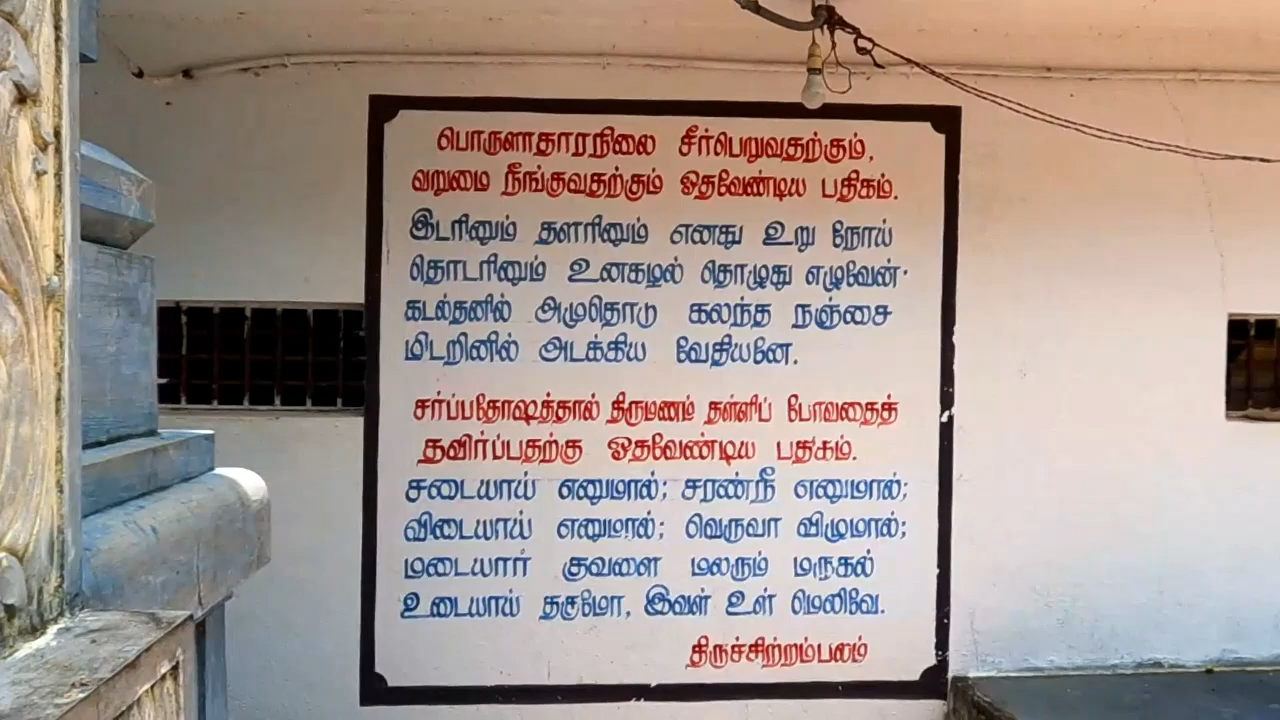 பொருளாதாரநிலை சீர்பெறுவதற்கும்,
வறுமை நீங்குவதற்கும் ஓதவேண்டிய பதிகம்.
இடரினும் தளரினும் எனது உறு நோய்
தொடரினும் உனகழல் தொழுது எழுவேன்·
கடல்தனில் அமுதொடு கலந்த நஞ்சை
மிடறினில் அடக்கிய வேதியனே.
சர்ப்பதோஷத்தால் திருமணம் தள்ளிப் போவதைத்
தவிர்ப்பதற்கு ஓதவேண்டிய பதிகம்.
சடையாய் எனுமால்; சரண்நீ எனுமால்;
விடையாய் எனுமால்; வெருவா விழுமால்;
மடையார் குவளை மலரும் மருகல்
உடையாய் தகுமோ, இவள் உள் மெலிவே.
திருச்சிற்றம்பலம்